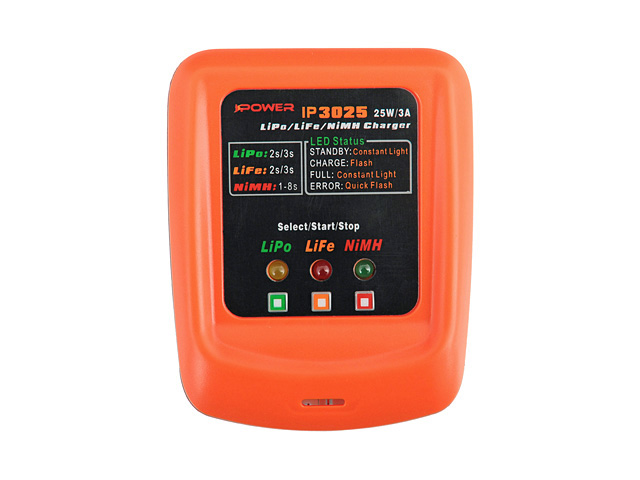 IPOWER IP3025 25W/3A
LiPo/LiFe/NiMH Charger
LiPo: 2s/3s
LiFe: 2s/3s
NiMH: 1-8s
LED Status
STANDBY: Constant Light
CHARGE: Flash
FULL: Constant Light
ERROR: Quick Flash
Select/Start/Stop
LiPo LiFe NiMH